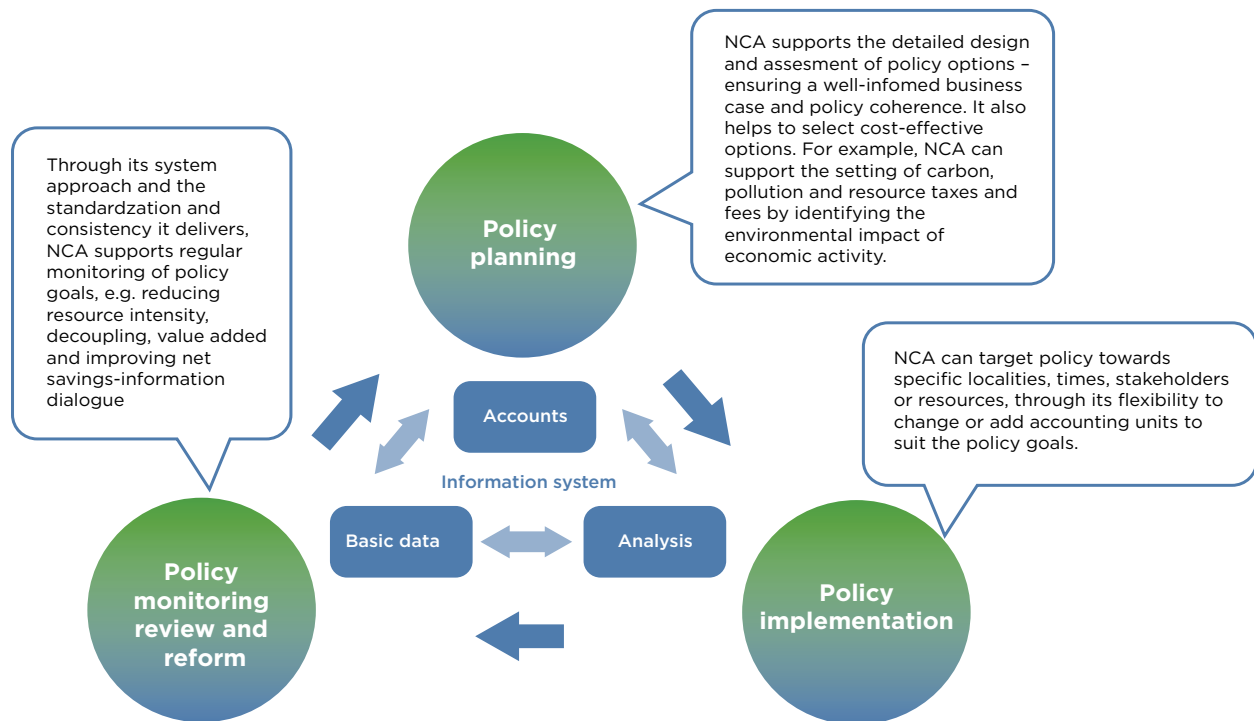 NCA supports the detailed design
and assesment of policy options –
ensuring a well-infomed business
case and policy coherence. It also
helps to select cost-effective
options. For example, NCA can
support the setting of carbon,
pollution and resource taxes and
fees by identifying the
environmental impact of
economic activity.
Through its system
approach and the
standardzation and
consistency it delivers,
NCA supports regular
monitoring of policy
goals, e.g. reducing
resource intensity,
decoupling, value added
and improving net
savings-information
dialogue
Policy
planning
NCA can target policy towards
specific localities, times, stakeholders
or resources, through its flexibility to
change or add accounting units to
suit the policy goals.
Accounts
Information system
Basic data
Analysis
Policy
monitoring
review and
reform
Policy
implementation